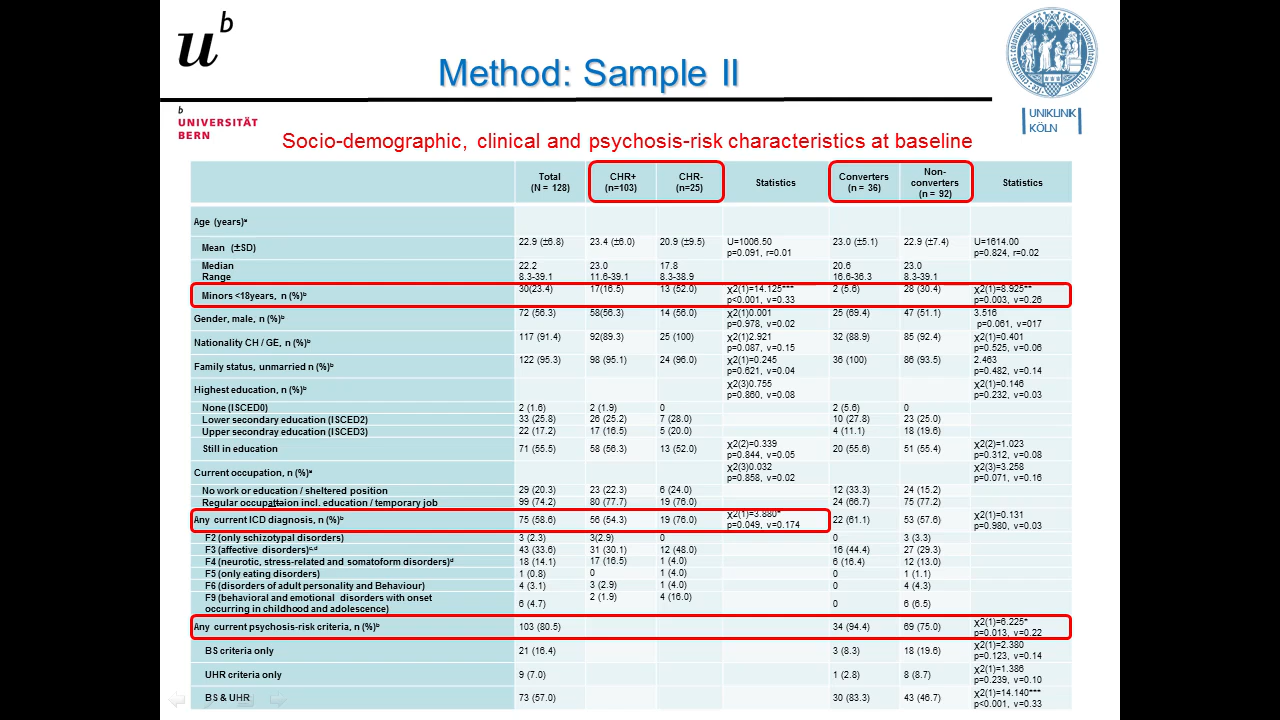 u
b
Method: Sample II
b
UNIVERSITÄT
BERN
UNIKLINIK
KÖLN
Socio-demographic, clinical and psychosis-risk characteristics at baseline
Total (N = 128) CHR+ (n=103) CHR- (n=25) Statistics Converters (n = 36) Non-converters (n = 92) Statistics
Age (years)ᵃ
Mean (±SD) 22.9 (±6.8) 23.4 (±6.0) 20.9 (±9.5) U=1006.50 p=0.091, r=0.01 23.0 (±5.1) 22.9 (±7.4) U=1614.00 p=0.824, r=0.02
Median 22.2 23.0 17.8 20.6 23.0
Range 8.3-39.1 11.6-39.1 8.3-38.9 16.6-36.3 8.3-39.1
Minors <18years, n (%)ᵇ 30(23.4) 17(16.5) 13 (52.0) χ2(1)=14.125*** p<0.001, v=0.33 2 (5.6) 28 (30.4) χ2(1)=8.925** p=0.003, v=0.26
Gender, male, n (%)ᵇ 72 (56.3) 58(56.3) 14 (56.0) χ2(1)0.001 p=0.978, v=0.02 25 (69.4) 47 (51.1) 3.516 p=0.061, v=017
Nationality CH / GE, n (%)ᵇ 117 (91.4) 92(89.3) 25 (100) χ2(1)2.921 p=0.087, v=0.15 32 (88.9) 85 (92.4) χ2(1)=0.401 p=0.525, v=0.06
Family status, unmarried n (%)ᵇ 122 (95.3) 98 (95.1) 24 (96.0) χ2(1)=0.245 p=0.621, v=0.04 36 (100) 86 (93.5) 2.463 p=0.482, v=0.14
Highest education, n (%)ᵇ χ2(3)0.755 p=0.860, v=0.08 χ2(1)=0.146 p=0.232, v=0.03
None (ISCED0) 2 (1.6) 2 (1.9) 0 2 (5.6) 0
Lower secondary education (ISCED2) 33 (25.8) 26 (25.2) 7 (28.0) 10 (27.8) 23 (25.0)
Upper secondray education (ISCED3) 22 (17.2) 17 (16.5) 5 (20.0) 4 (11.1) 18 (19.6)
Still in education 71 (55.5) 58 (56.3) 13 (52.0) χ2(2)=0.339 p=0.844, v=0.05 20 (55.6) 51 (55.4) χ2(2)=1.023 p=0.312, v=0.08
Current occupation, n (%)ᵃ χ2(3)0.032 p=0.858, v=0.02 χ2(3)=3.258 p=0.071, v=0.16
No work or education / sheltered position 29 (20.3) 23 (22.3) 6 (24.0) 12 (33.3) 24 (15.2)
Regular occupattaion incl. education / temporary job 99 (74.2) 80 (77.7) 19 (76.0) 24 (66.7) 75 (77.2)
Any current ICD diagnosis, n (%)ᵇ 75 (58.6) 56 (54.3) 19 (76.0) χ2(1)=3.880* p=0.049, v=0.174 22 (61.1) 53 (57.6) χ2(1)=0.131 p=0.980, v=0.03
F2 (only schizotypal disorders) 3 (2.3) 3(2.9) 0 0 3 (3.3)
F3 (affective disorders)ᶜ·ᵈ 43 (33.6) 31 (30.1) 12 (48.0) 16 (44.4) 27 (29.3)
F4 (neurotic, stress-related and somatoform disorders)ᵈ 18 (14.1) 17 (16.5) 1 (4.0) 6 (16.4) 12 (13.0)
F5 (only eating disorders) 1 (0.8) 0 1 (4.0) 0 1 (1.1)
F6 (disorders of adult personality and Behaviour) 4 (3.1) 3 (2.9) 1 (4.0) 0 4 (4.3)
F9 (behavioral and emotional disorders with onset occurring in childhood and adolescence) 6 (4.7) 2 (1.9) 4 (16.0) 0 6 (6.5)
Any current psychosis-risk criteria, n (%)ᵇ 103 (80.5) 34 (94.4) 69 (75.0) χ2(1)=6.225* p=0.013, v=0.22
BS criteria only 21 (16.4) 3 (8.3) 18 (19.6) χ2(1)=2.380 p=0.123, v=0.14
UHR criteria only 9 (7.0) 1 (2.8) 8 (8.7) χ2(1)=1.386 p=0.239, v=0.10
BS & UHR 73 (57.0) 30 (83.3) 43 (46.7) χ2(1)=14.140*** p<0.001, v=0.33